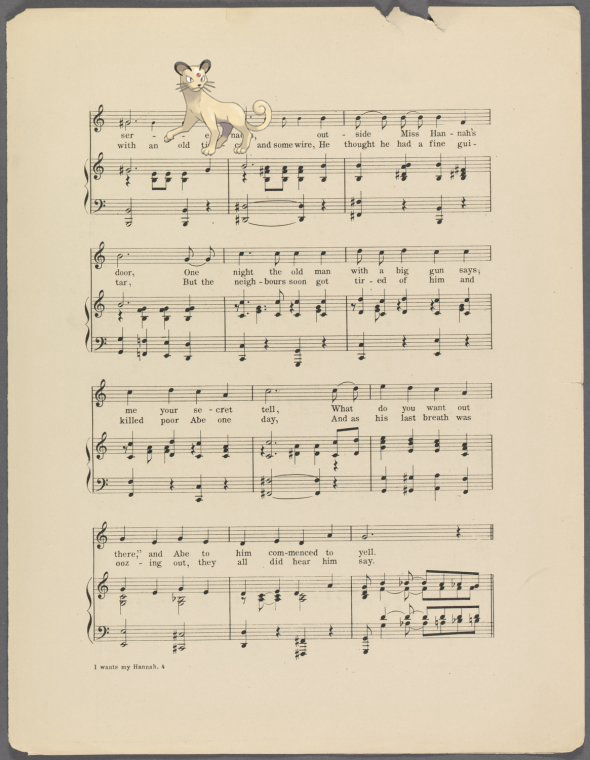 ser - - e out - side Miss Han - nah's
with an old and some wire, He thought he had a fine gui-
door, One night the old man with a big gun says;
tar, But the neigh - bours soon got tir - ed of him and
me your se - cret tell, What do you want out
killed poor Abe one day, And as his last breath was
there," and Abe to him com-menced to yell.
ooz - ing out, they all did hear him say.
I wants my Hannah. 4